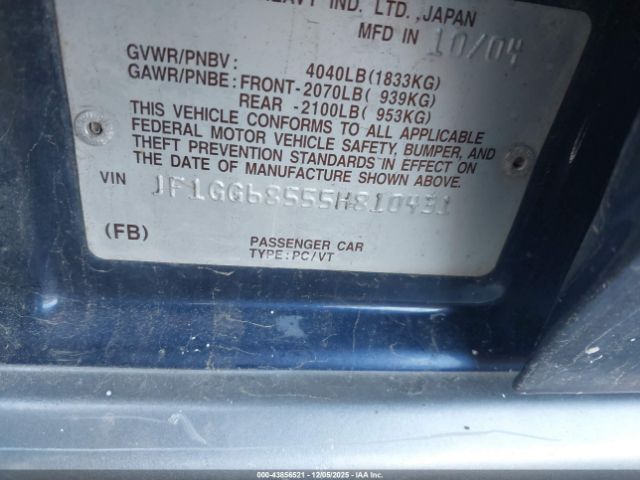 HEAVY IND. LTD., JAPAN
MFD IN 10/04
GVWR/PNBV : 4040LB(1833KG)
GAWR/PNBE : FRONT-2070LB( 939KG)
REAR -2100LB( 953KG)
THIS VEHICLE CONFORMS TO ALL APPLICABLE
FEDERAL MOTOR VEHICLE SAFETY, BUMPER, AND
THEFT PREVENTION STANDARDS IN EFFECT ON
THE DATE OF MANUFACTURE SHOWN ABOVE.
VIN JF1GG68555H810431
(FB)
PASSENGER CAR
TYPE : PC/VT
000-43856521 - 12/05/2025 - IAA Inc.